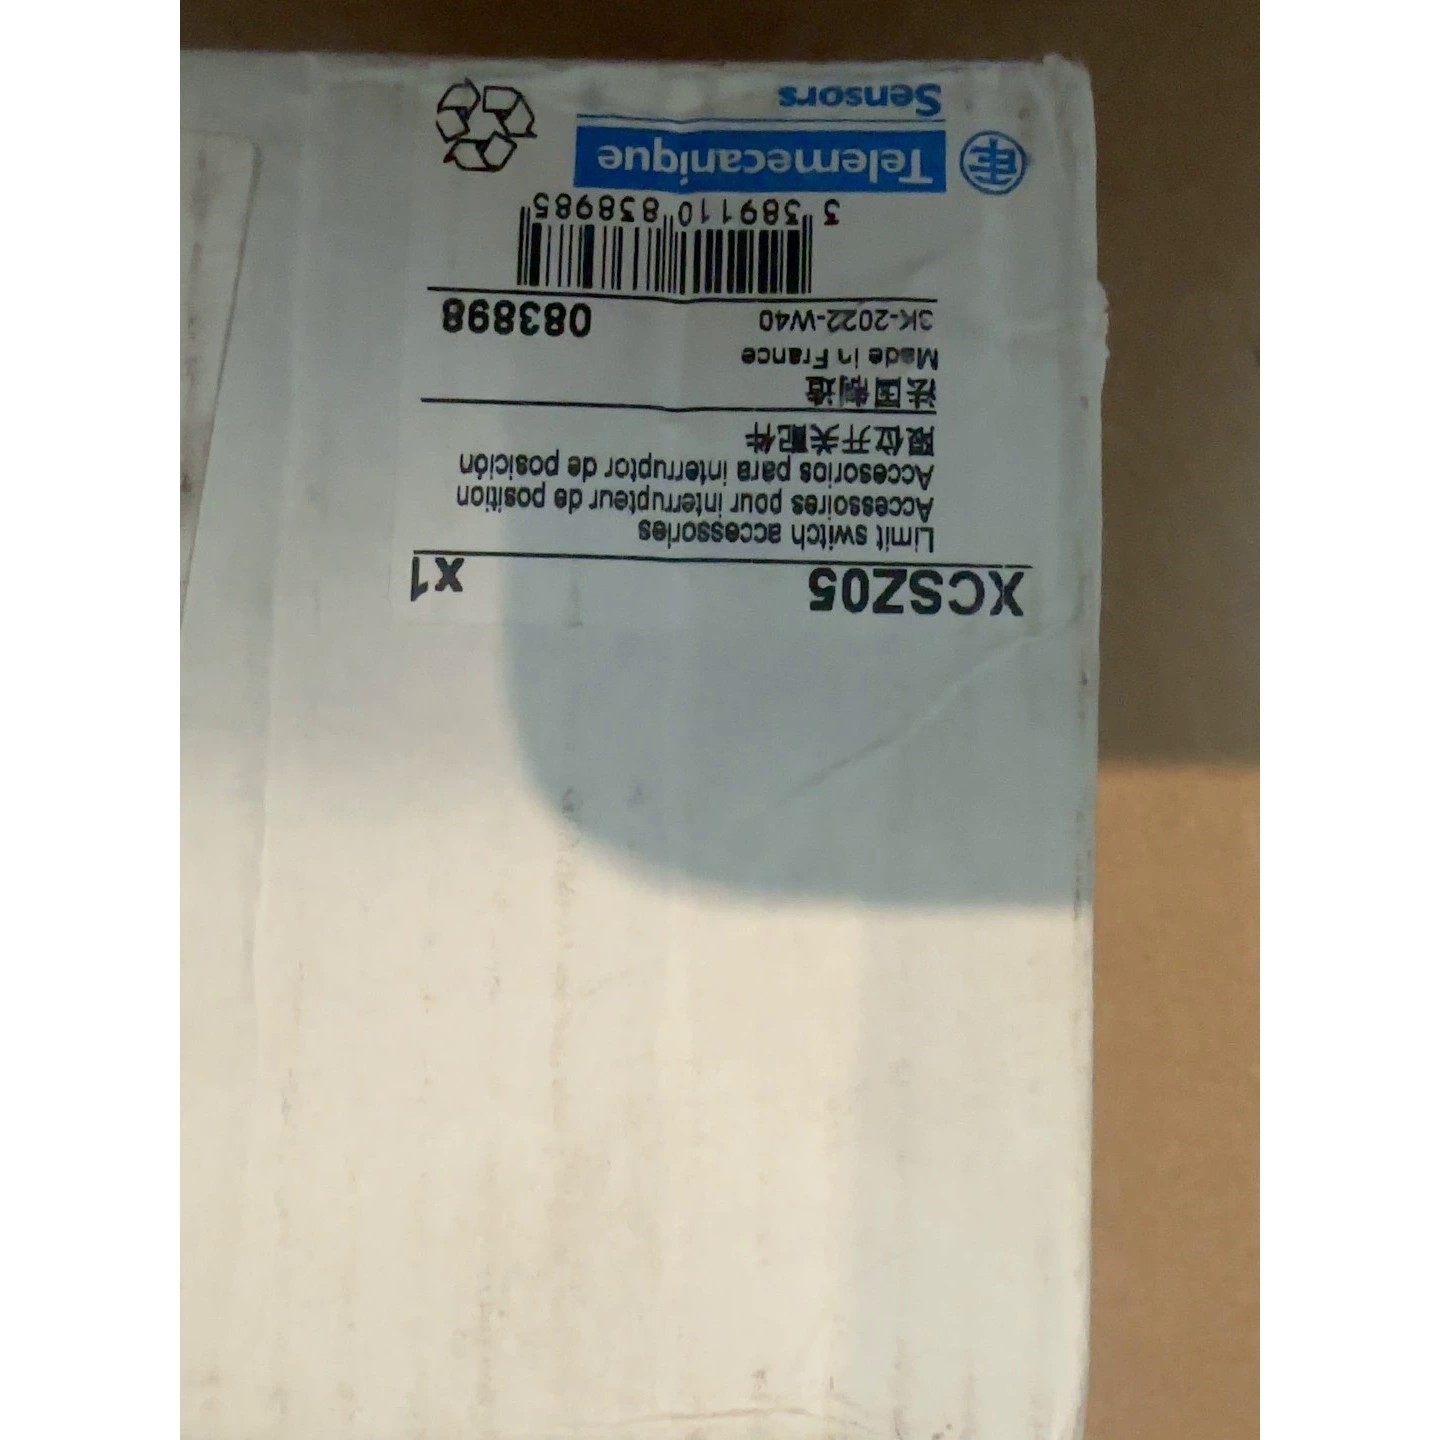 XCSZ05 x1
Limit switch accessories
Accessoires pour interrupteur de position
Accesorios para interruptor de posición
限位开关配件
法国制造
Made in France
3K-2022-W40 083898
3 389110 838985
Telemecanique
Sensors